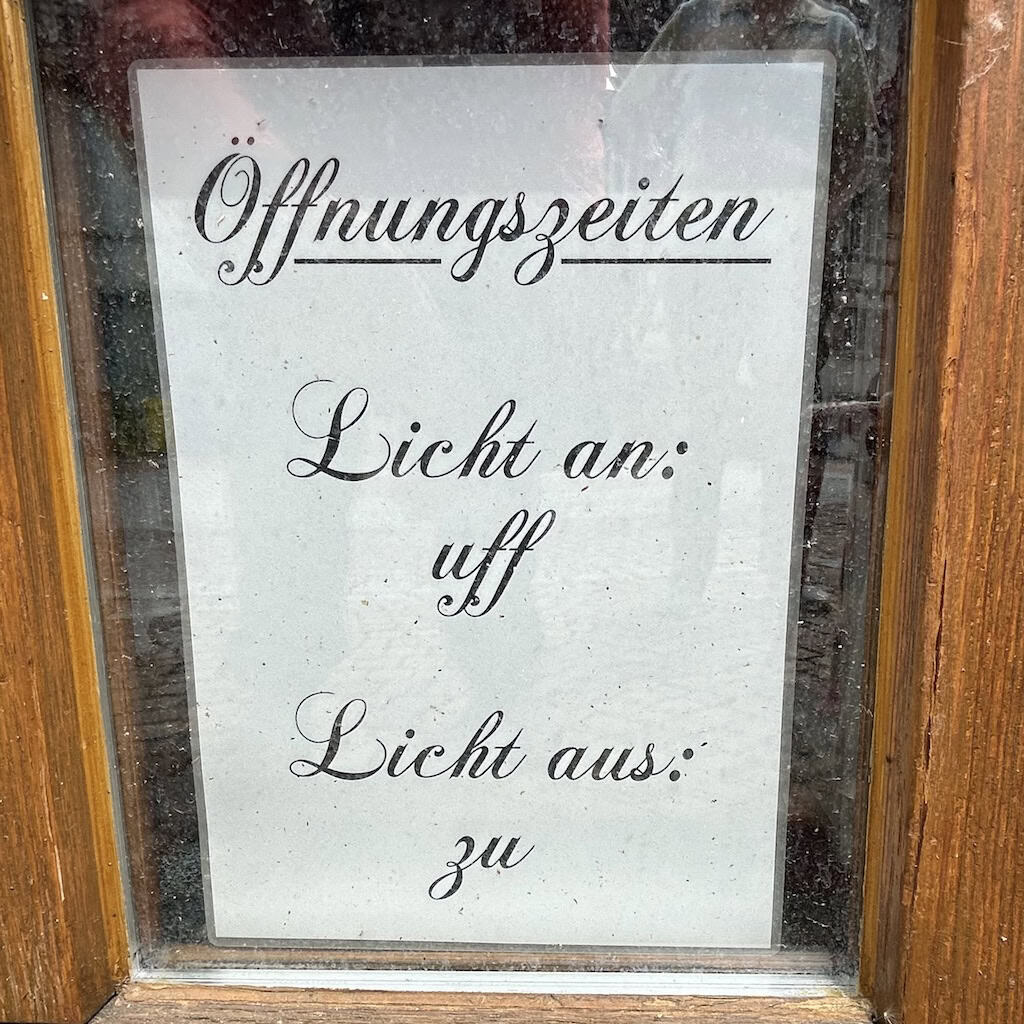 Öffnungszeiten
Licht an:
uff
Licht aus:
zu